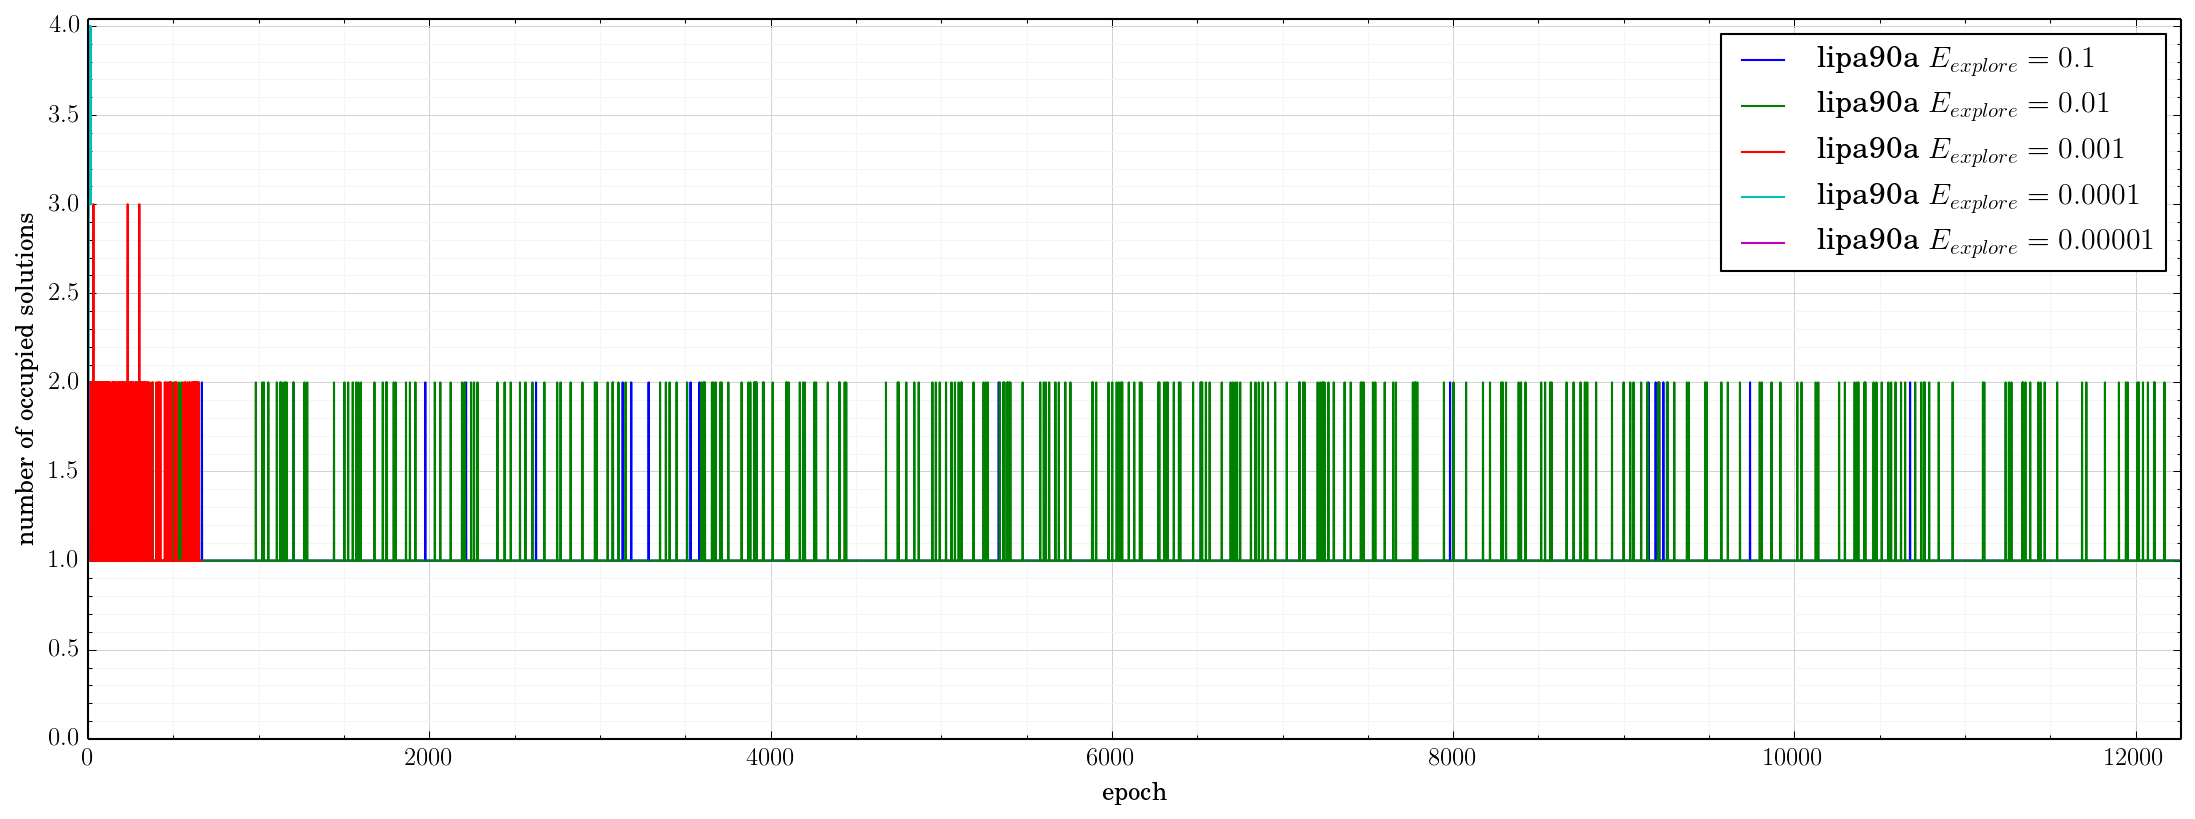 4.0
3.5
3.0
2.5
2.0
1.5
1.0
0.5
0.0
number of occupied solutions
0 2000 4000 6000 8000 10000 12000
epoch
lipa90a E_explore = 0.1
lipa90a E_explore = 0.01
lipa90a E_explore = 0.001
lipa90a E_explore = 0.0001
lipa90a E_explore = 0.00001